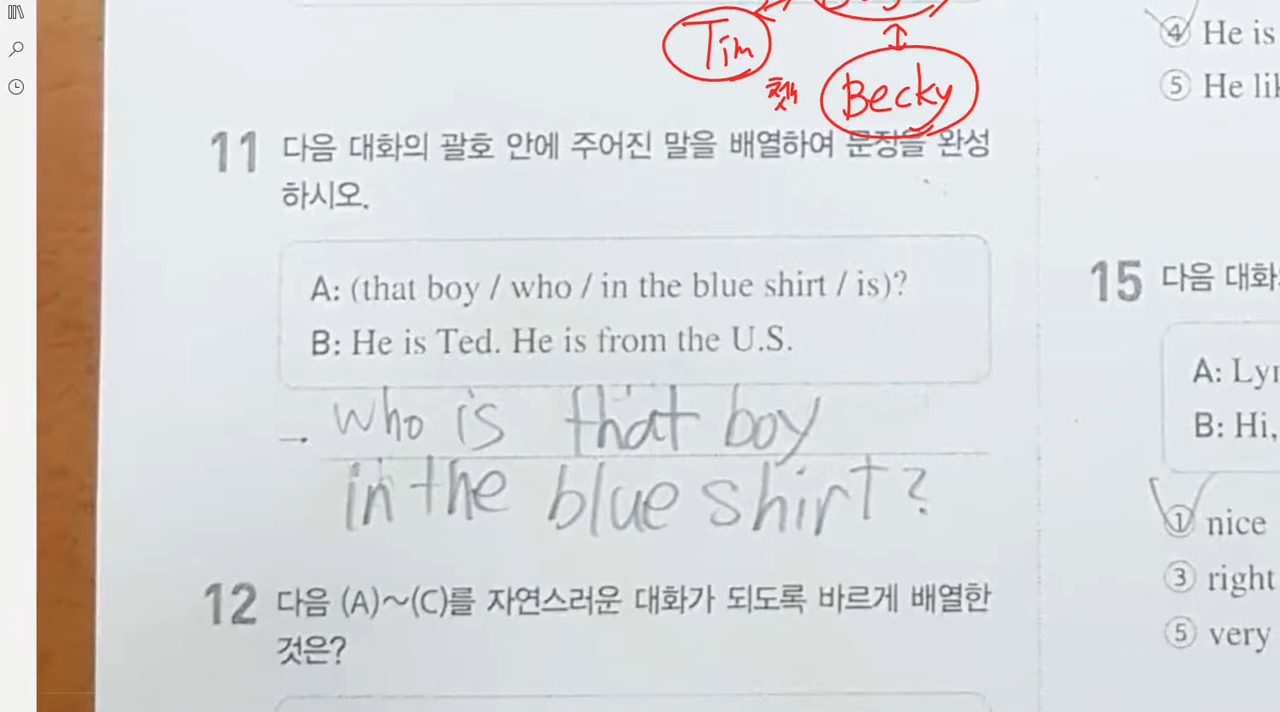 Tim
Becky
11 다음 대화의 괄호 안에 주어진 말을 배열하여 문장을 완성
하시오.
A: (that boy / who / in the blue shirt / is)?
B: He is Ted. He is from the U.S.
→ who is that boy
in the blue shirt?
12 다음 (A)~(C)를 자연스러운 대화가 되도록 바르게 배열한
것은?
④ He is
⑤ He lik
15 다음 대화
A: Lyn
B: Hi,
① nice
③ right
⑤ very